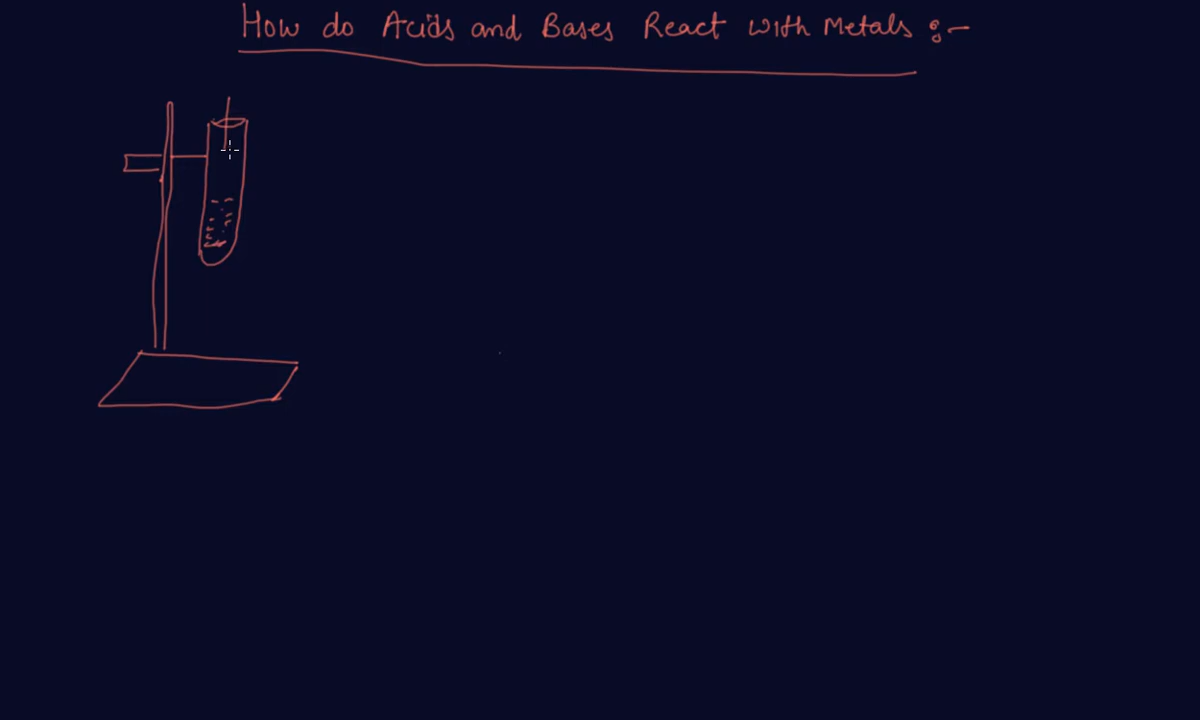 How do Acids and Bases React with Metals :-